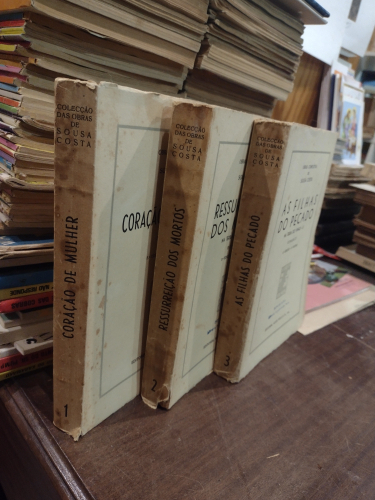 COLECÇÃO
DAS OBRAS
DE
SOUSA
COSTA
CORAÇÃO DE MULHER
1
CORAÇ
COLECÇÃO
DAS OBRAS
DE
SOUSA
COSTA
RESSURREIÇÃO DOS MORTOS
2
RESSUR
DOS
COLECÇÃO
DAS OBRAS
DE
SOUSA
COSTA
AS FILHAS DO PECADO
3
AS FILHAS
DO PECADO